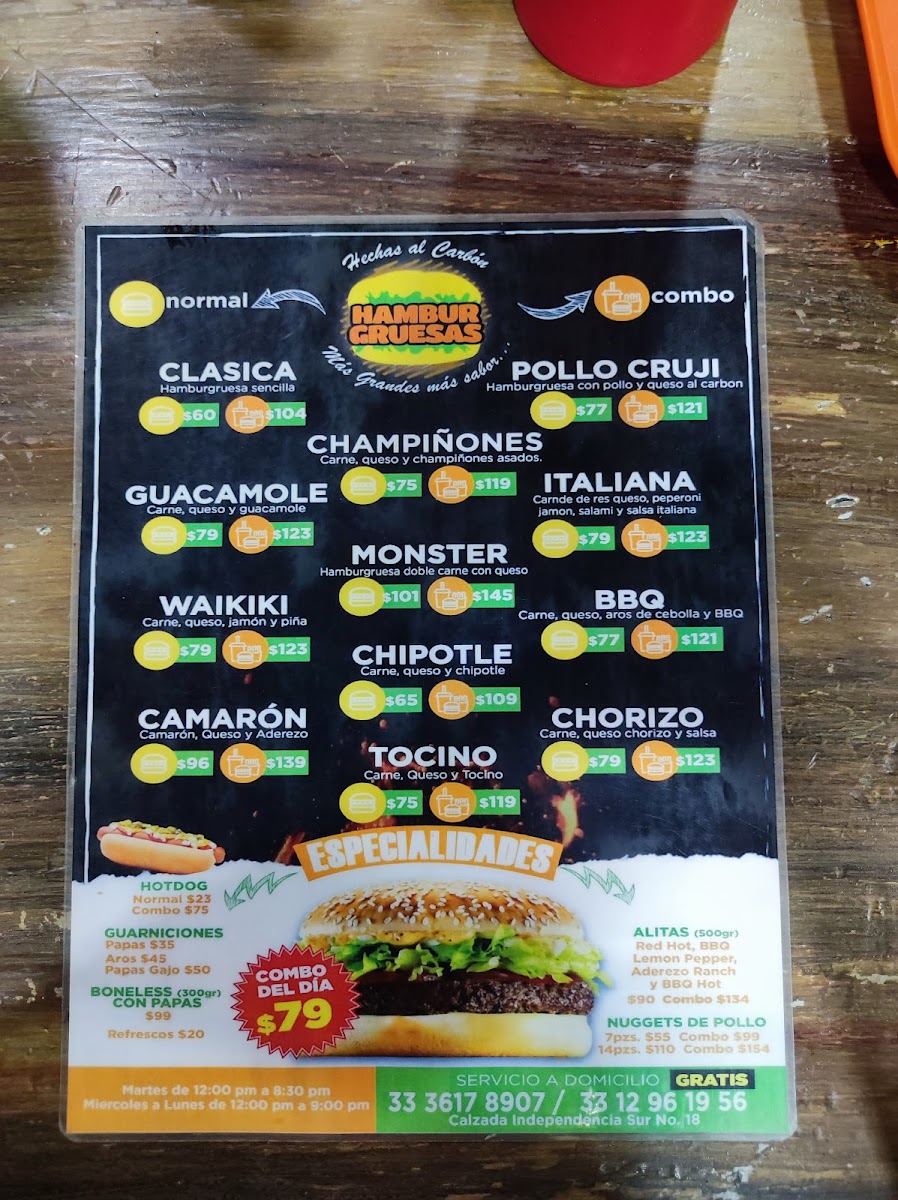 Hechas al Carbón
HAMBUR
GRUESAS
Más Grandes más sabor...
normal
combo
CLASICA
Hamburgruesa sencilla
$60 $104
POLLO CRUJI
Hamburgruesa con pollo y queso al carbon
$77 $121
CHAMPIÑONES
Carne, queso y champiñones asados.
$75 $119
GUACAMOLE
Carne, queso y guacamole
$79 $123
ITALIANA
Carnde de res queso, peperoni
jamon, salami y salsa italiana
$79 $123
MONSTER
Hamburgruesa doble carne con queso
$101 $145
WAIKIKI
Carne, queso, jamón y piña
$79 $123
BBQ
Carne, queso, aros de cebolla y BBQ
$77 $121
CHIPOTLE
Carne, queso y chipotle
$65 $109
CAMARÓN
Camarón, Queso y Aderezo
$96 $139
CHORIZO
Carne, queso chorizo y salsa
$79 $123
TOCINO
Carne, Queso y Tocino
$75 $119
ESPECIALIDADES
HOTDOG
Normal $23
Combo $75
GUARNICIONES
Papas $35
Aros $45
Papas Gajo $50
BONELESS (300gr)
CON PAPAS
$99
Refrescos $20
COMBO
DEL DÍA
$79
ALITAS (500gr)
Red Hot, BBQ
Lemon Pepper,
Aderezo Ranch
y BBQ Hot
$90 Combo $134
NUGGETS DE POLLO
7pzs. $55 Combo $99
14pzs. $110 Combo $154
Martes de 12:00 pm a 8:30 pm
Miercoles a Lunes de 12:00 pm a 9:00 pm
SERVICIO A DOMICILIO GRATIS
33 3617 8907 / 33 12 96 19 56
Calzada Independencia Sur No. 18